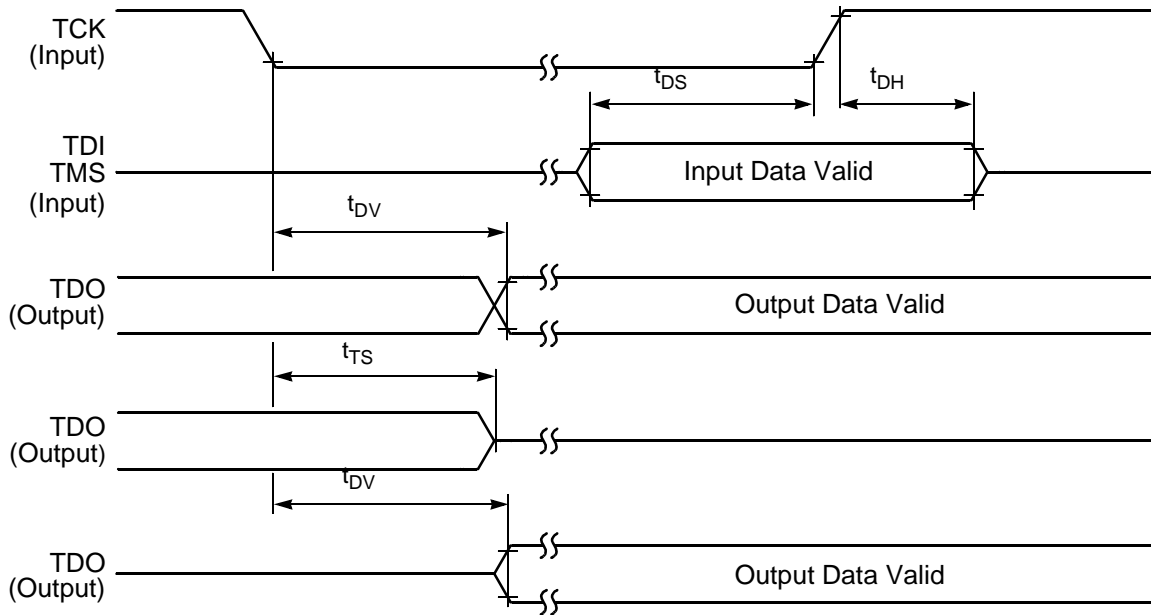 TCK
(Input)
tDS
tDH
TDI
TMS
(Input)
Input Data Valid
tDV
TDO
(Output)
Output Data Valid
tTS
TDO
(Output)
tDV
TDO
(Output)
Output Data Valid